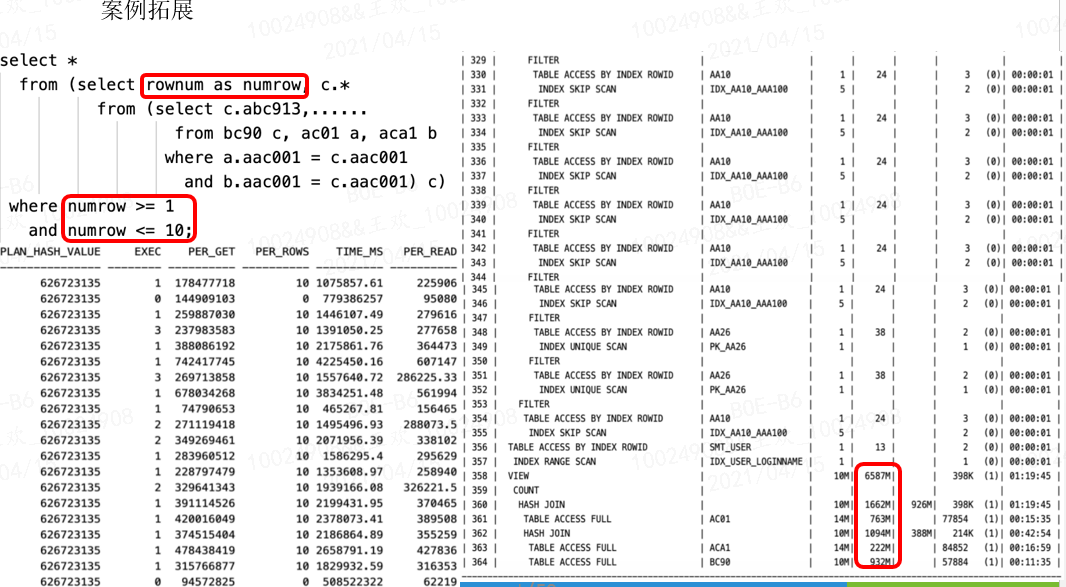 案例拓展
select *
from (select rownum as numrow, c.*
from (select c.abc913,......
from bc90 c, ac01 a, aca1 b
where a.aac001 = c.aac001
and b.aac001 = c.aac001) c)
where numrow >= 1
and numrow <= 10;
PLAN_HASH_VALUE EXEC PER_GET PER_ROWS TIME_MS PER_READ
626723135 1 178477718 10 1075857.61 225906
626723135 0 144909103 0 779386257 95080
626723135 1 259887030 10 1446107.49 279616
626723135 3 237983583 10 1391050.25 277658
626723135 1 388086192 10 2175861.76 364473
626723135 1 742417745 10 4225450.16 607147
626723135 3 269713858 10 1557640.72 286225.33
626723135 1 678034268 10 3834251.48 561994
626723135 1 74790653 10 465267.81 156465
626723135 2 271119418 10 1495496.93 288073.5
626723135 2 349269461 10 2071956.39 338102
626723135 1 283960512 10 1586295.4 295629
626723135 1 228797479 10 1353608.97 258940
626723135 2 329641343 10 1939166.08 326221.5
626723135 1 391114526 10 2199431.95 370465
626723135 1 420016049 10 2378073.41 389508
626723135 1 374515404 10 2186864.89 355259
626723135 1 478438419 10 2658791.19 427836
626723135 1 315766877 10 1829932.59 316353
626723135 0 94572825 0 508522322 62219
| 329 | FILTER | | | | | | |
| 330 | TABLE ACCESS BY INDEX ROWID | AA10 | 1 | 24 | | 3 (0)| 00:00:01 |
| 331 | INDEX SKIP SCAN | IDX_AA10_AAA100 | 5 | | | 2 (0)| 00:00:01 |
| 332 | FILTER | | | | | | |
| 333 | TABLE ACCESS BY INDEX ROWID | AA10 | 1 | 24 | | 3 (0)| 00:00:01 |
| 334 | INDEX SKIP SCAN | IDX_AA10_AAA100 | 5 | | | 2 (0)| 00:00:01 |
| 335 | FILTER | | | | | | |
| 336 | TABLE ACCESS BY INDEX ROWID | AA10 | 1 | 24 | | 3 (0)| 00:00:01 |
| 337 | INDEX SKIP SCAN | IDX_AA10_AAA100 | 5 | | | 2 (0)| 00:00:01 |
| 338 | FILTER | | | | | | |
| 339 | TABLE ACCESS BY INDEX ROWID | AA10 | 1 | 24 | | 3 (0)| 00:00:01 |
| 340 | INDEX SKIP SCAN | IDX_AA10_AAA100 | 5 | | | 2 (0)| 00:00:01 |
| 341 | FILTER | | | | | | |
| 342 | TABLE ACCESS BY INDEX ROWID | AA10 | 1 | 24 | | 3 (0)| 00:00:01 |
| 343 | INDEX SKIP SCAN | IDX_AA10_AAA100 | 5 | | | 2 (0)| 00:00:01 |
| 344 | FILTER | | | | | | |
| 345 | TABLE ACCESS BY INDEX ROWID | AA10 | 1 | 24 | | 3 (0)| 00:00:01 |
| 346 | INDEX SKIP SCAN | IDX_AA10_AAA100 | 5 | | | 2 (0)| 00:00:01 |
| 347 | FILTER | | | | | | |
| 348 | TABLE ACCESS BY INDEX ROWID | AA26 | 1 | 38 | | 2 (0)| 00:00:01 |
| 349 | INDEX UNIQUE SCAN | PK_AA26 | 1 | | | 1 (0)| 00:00:01 |
| 350 | FILTER | | | | | | |
| 351 | TABLE ACCESS BY INDEX ROWID | AA26 | 1 | 38 | | 2 (0)| 00:00:01 |
| 352 | INDEX UNIQUE SCAN | PK_AA26 | 1 | | | 1 (0)| 00:00:01 |
| 353 | FILTER | | | | | | |
| 354 | TABLE ACCESS BY INDEX ROWID | AA10 | 1 | 24 | | 3 (0)| 00:00:01 |
| 355 | INDEX SKIP SCAN | IDX_AA10_AAA100 | 5 | | | 2 (0)| 00:00:01 |
| 356 | TABLE ACCESS BY INDEX ROWID | SMT_USER | 1 | 13 | | 2 (0)| 00:00:01 |
| 357 | INDEX RANGE SCAN | IDX_USER_LOGINNAME | 1 | | | 1 (0)| 00:00:01 |
| 358 | VIEW | | 10M| 6587M| | 398K (1)| 01:19:45 |
| 359 | COUNT | | | | | | |
| 360 | HASH JOIN | | 10M| 1662M| 926M| 398K (1)| 01:19:45 |
| 361 | TABLE ACCESS FULL | AC01 | 14M| 763M| | 77854 (1)| 00:15:35 |
| 362 | HASH JOIN | | 10M| 1094M| 388M| 214K (1)| 00:42:54 |
| 363 | TABLE ACCESS FULL | ACA1 | 14M| 222M| | 84852 (1)| 00:16:59 |
| 364 | TABLE ACCESS FULL | BC90 | 10M| 932M| | 57884 (1)| 00:11:35 |